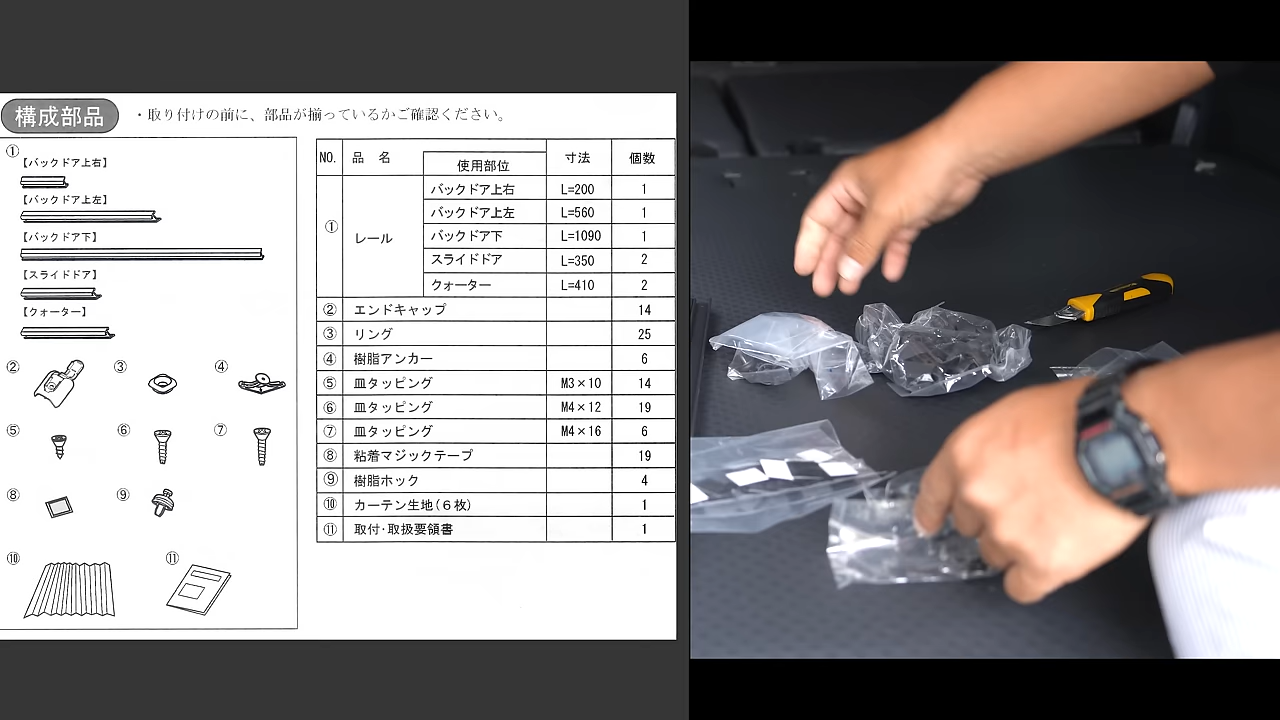 構成部品
・取り付けの前に、部品が揃っているかご確認ください。
①
【バックドア上右】
【バックドア上左】
【バックドア下】
【スライドドア】
【クォーター】
② ③ ④
⑤ ⑥ ⑦
⑧ ⑨
⑩ ⑪
NO. 品 名 使用部位 寸法 個数
① レール バックドア上右 L=200 1
バックドア上左 L=560 1
バックドア下 L=1090 1
スライドドア L=350 2
クォーター L=410 2
② エンドキャップ 14
③ リング 25
④ 樹脂アンカー 6
⑤ 皿タッピング M3×10 14
⑥ 皿タッピング M4×12 19
⑦ 皿タッピング M4×16 6
⑧ 粘着マジックテープ 19
⑨ 樹脂ホック 4
⑩ カーテン生地(6枚) 1
⑪ 取付・取扱要領書 1